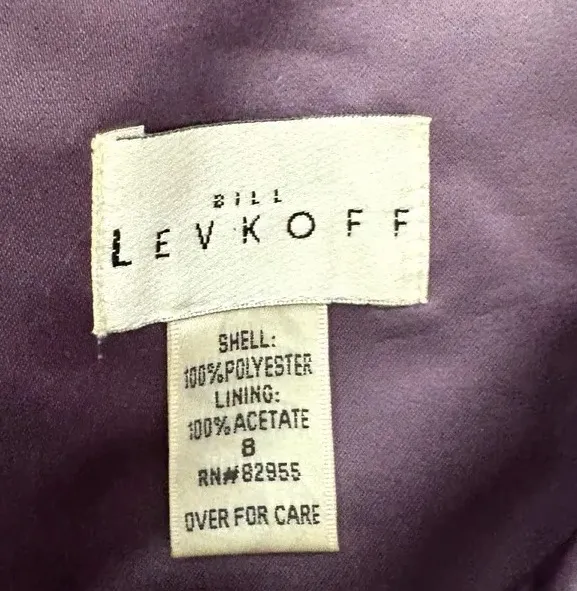 BILL
LEVKOFF
SHELL:
100%POLYESTER
LINING:
100%ACETATE
8
RN#82955
OVER FOR CARE